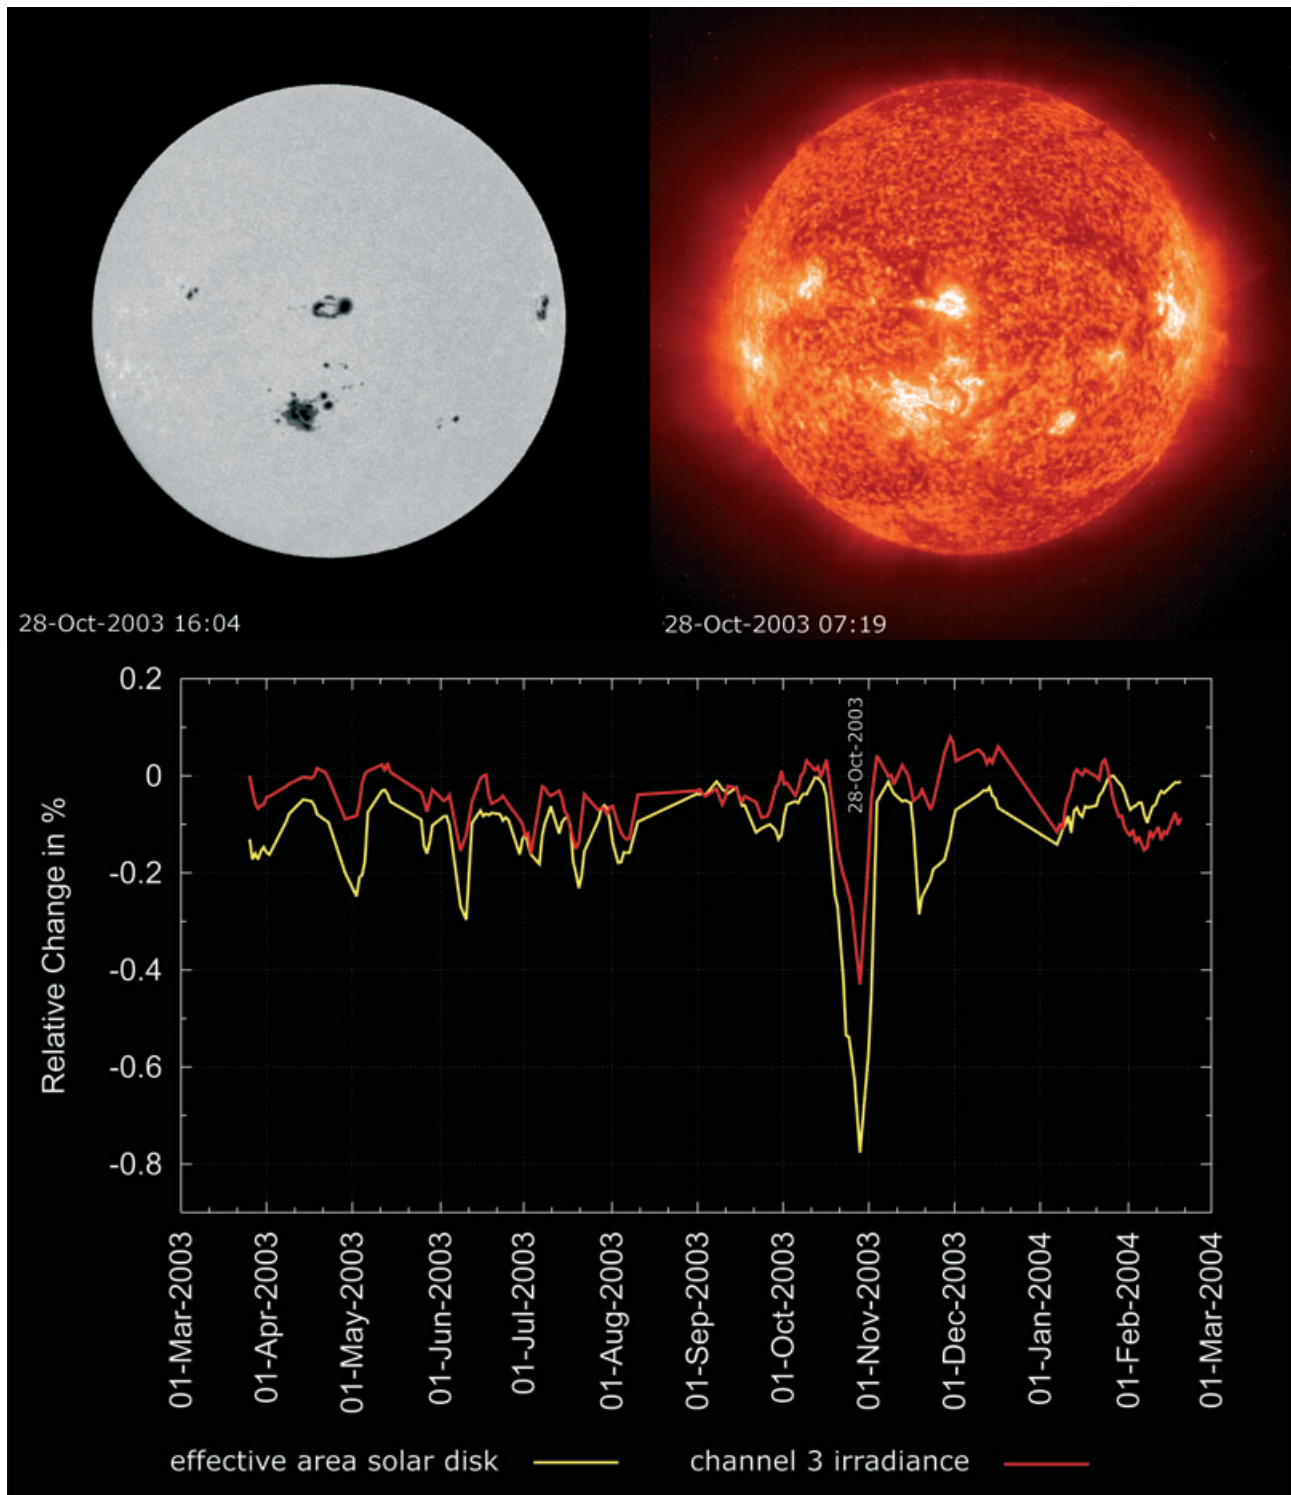 28-Oct-2003 16:04
28-Oct-2003 07:19
Relative Change in %
0.2
0
-0.2
-0.4
-0.6
-0.8
28-Oct-2003
01-Mar-2003
01-Apr-2003
01-May-2003
01-Jun-2003
01-Jul-2003
01-Aug-2003
01-Sep-2003
01-Oct-2003
01-Nov-2003
01-Dec-2003
01-Jan-2004
01-Feb-2004
01-Mar-2004
effective area solar disk
channel 3 irradiance